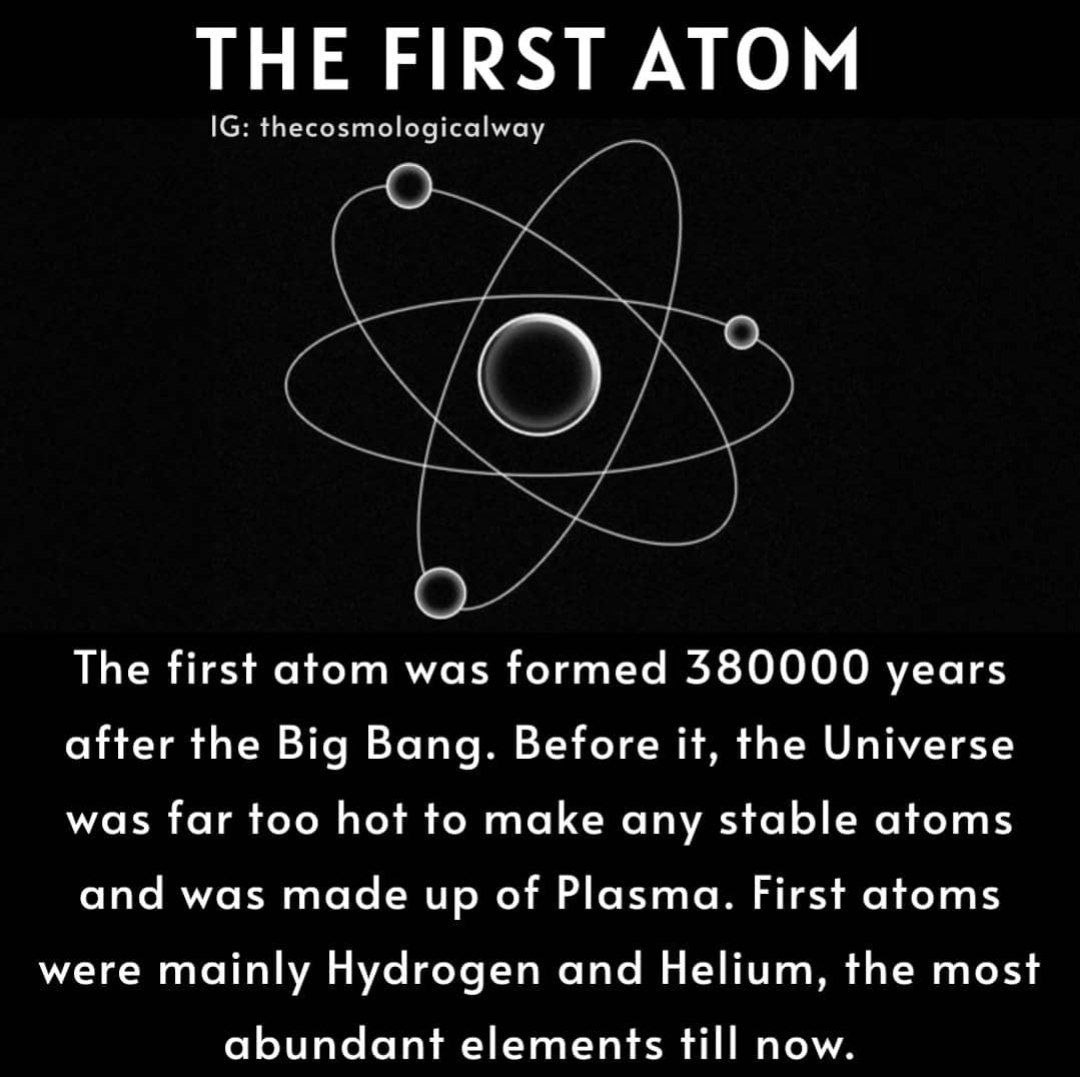 THE FIRST ATOM
IG: thecosmologicalway
The first atom was formed 380000 years
after the Big Bang. Before it, the Universe
was far too hot to make any stable atoms
and was made up of Plasma. First atoms
were mainly Hydrogen and Helium, the most
abundant elements till now.